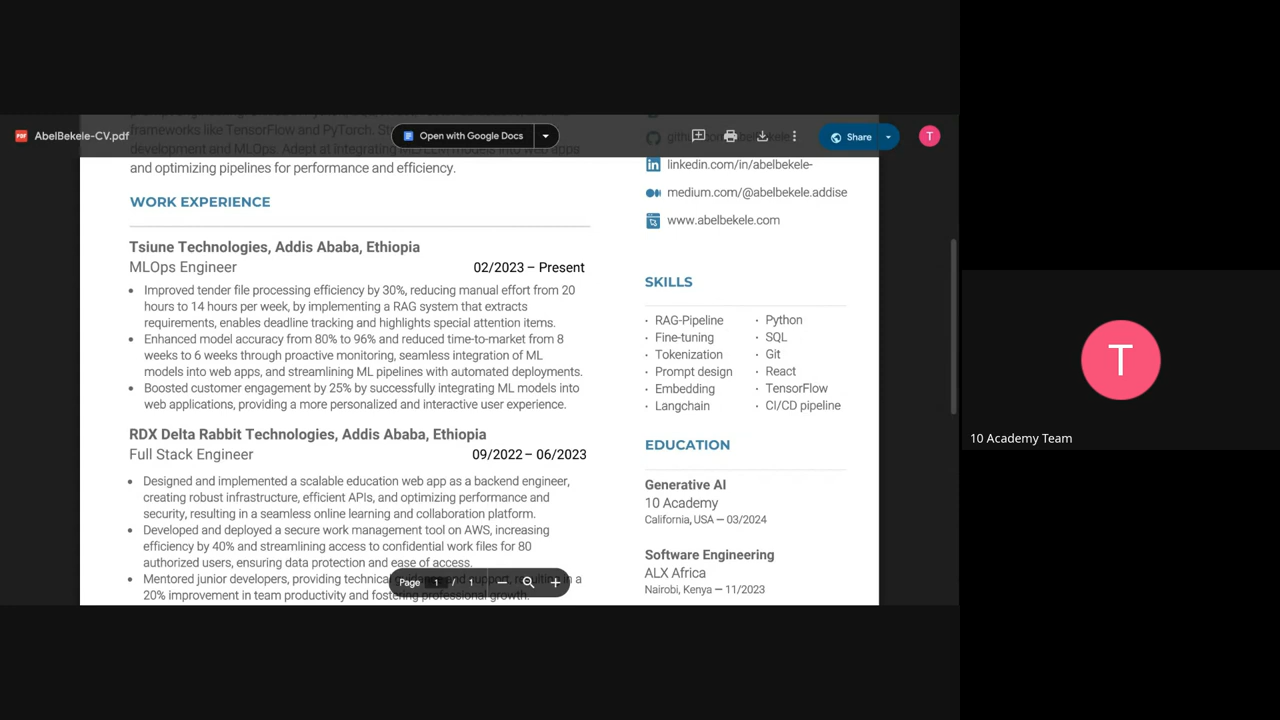 AbelBekele-CV.pdf
Open with Google Docs
Share
T
frameworks like TensorFlow and PyTorch.
and optimizing pipelines for performance and efficiency.
WORK EXPERIENCE
Tsiune Technologies, Addis Ababa, Ethiopia
MLOps Engineer
02/2023 – Present
Improved tender file processing efficiency by 30%, reducing manual effort from 20
hours to 14 hours per week, by implementing a RAG system that extracts
requirements, enables deadline tracking and highlights special attention items.
Enhanced model accuracy from 80% to 96% and reduced time-to-market from 8
weeks to 6 weeks through proactive monitoring, seamless integration of ML
models into web apps, and streamlining ML pipelines with automated deployments.
Boosted customer engagement by 25% by successfully integrating ML models into
web applications, providing a more personalized and interactive user experience.
RDX Delta Rabbit Technologies, Addis Ababa, Ethiopia
Full Stack Engineer
09/2022 – 06/2023
Designed and implemented a scalable education web app as a backend engineer,
creating robust infrastructure, efficient APIs, and optimizing performance and
security, resulting in a seamless online learning and collaboration platform.
Developed and deployed a secure work management tool on AWS, increasing
efficiency by 40% and streamlining access to confidential work files for 80
authorized users, ensuring data protection and ease of access.
Mentored junior developers, providing technical guidance and support, resulting in a
20% improvement in team productivity and fostering professional growth.
Page 1 / 1
linkedin.com/in/abelbekele-
medium.com/@abelbekele.addise
www.abelbekele.com
SKILLS
RAG-Pipeline
Fine-tuning
Tokenization
Prompt design
Embedding
Langchain
Python
SQL
Git
React
TensorFlow
CI/CD pipeline
EDUCATION
Generative AI
10 Academy
California, USA — 03/2024
Software Engineering
ALX Africa
Nairobi, Kenya — 11/2023
T
10 Academy Team